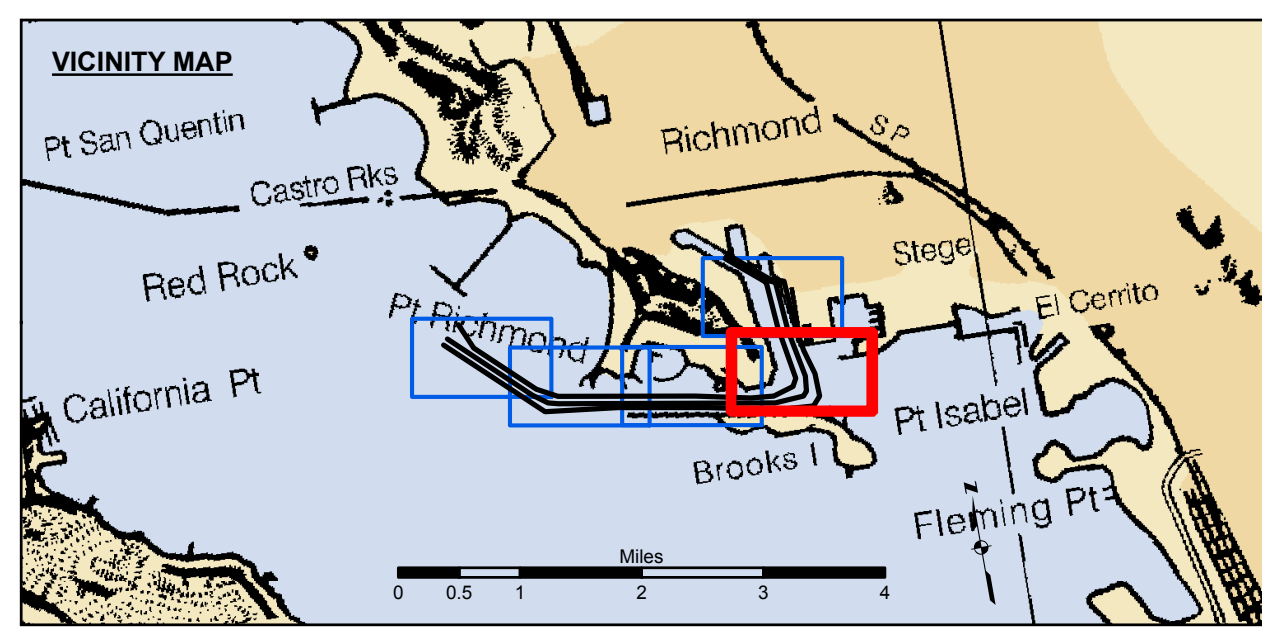 VICINITY MAP
Pt San Quentin
Richmond
S P
Castro Rks
Stege
Red Rock
El Cerrito
Pt Richmond
California Pt
Pt Isabel
Brooks I
Fleming Pt
N
Miles
0 0.5 1 2 3 4